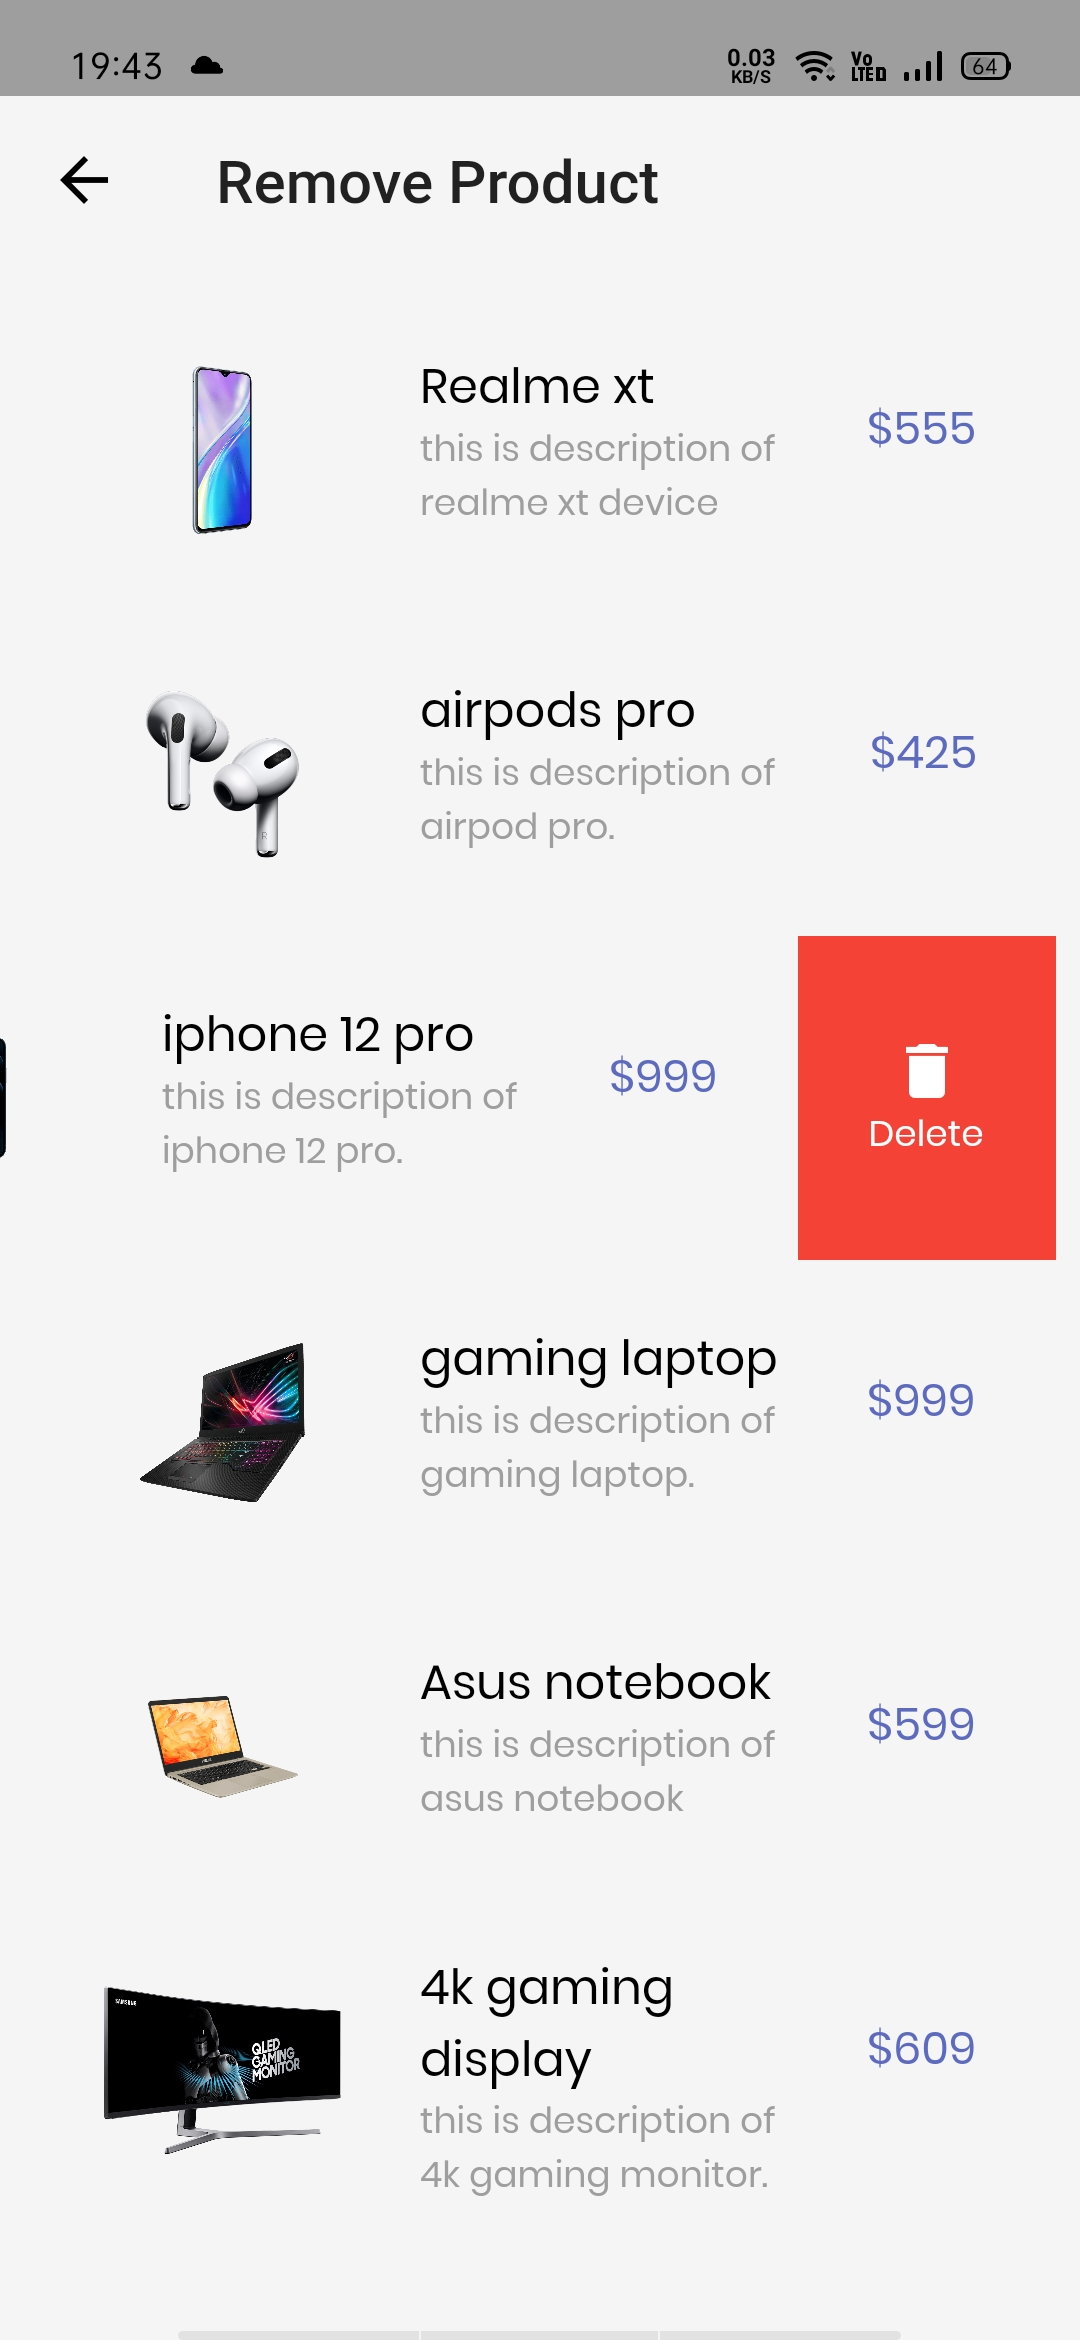 19:43
0.03
KB/S
Vo
LTE
64
Remove Product
Realme xt
this is description of
realme xt device
$555
airpods pro
this is description of
airpod pro.
$425
iphone 12 pro
this is description of
iphone 12 pro.
$999
Delete
gaming laptop
this is description of
gaming laptop.
$999
Asus notebook
this is description of
asus notebook
$599
SAMSUNG
QLED
GAMING
MONITOR
4k gaming
display
this is description of
4k gaming monitor.
$609